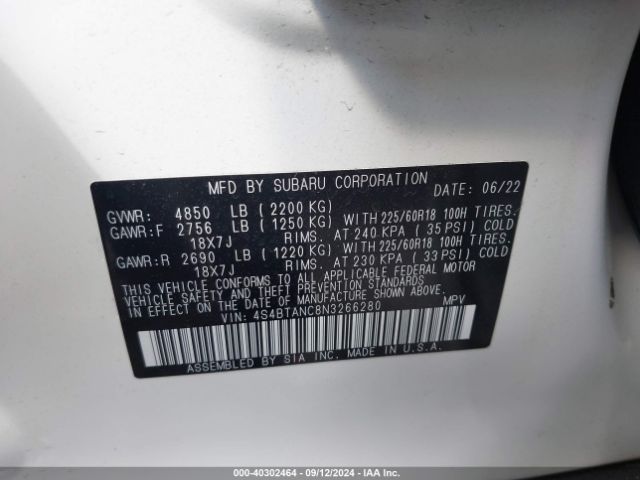 MFD BY SUBARU CORPORATION DATE: 06/22
GVWR: 4850 LB ( 2200 KG)
GAWR:F 2756 LB ( 1250 KG) WITH 225/60R18 100H TIRES.
18X7J RIMS. AT 240 KPA ( 35 PSI) COLD
GAWR:R 2690 LB ( 1220 KG) WITH 225/60R18 100H TIRES.
18X7J RIMS. AT 230 KPA ( 33 PSI) COLD
THIS VEHICLE CONFORMS TO ALL APPLICABLE FEDERAL MOTOR
VEHICLE SAFETY AND THEFT PREVENTION STANDARDS IN EFFECT
ON THE DATE OF MANUFACTURE SHOWN ABOVE.
VIN: 4S4BTANC8N3266280 MPV
ASSEMBLED BY SIA INC. MADE IN U.S.A.
000-40302464 - 09/12/2024 - IAA Inc.